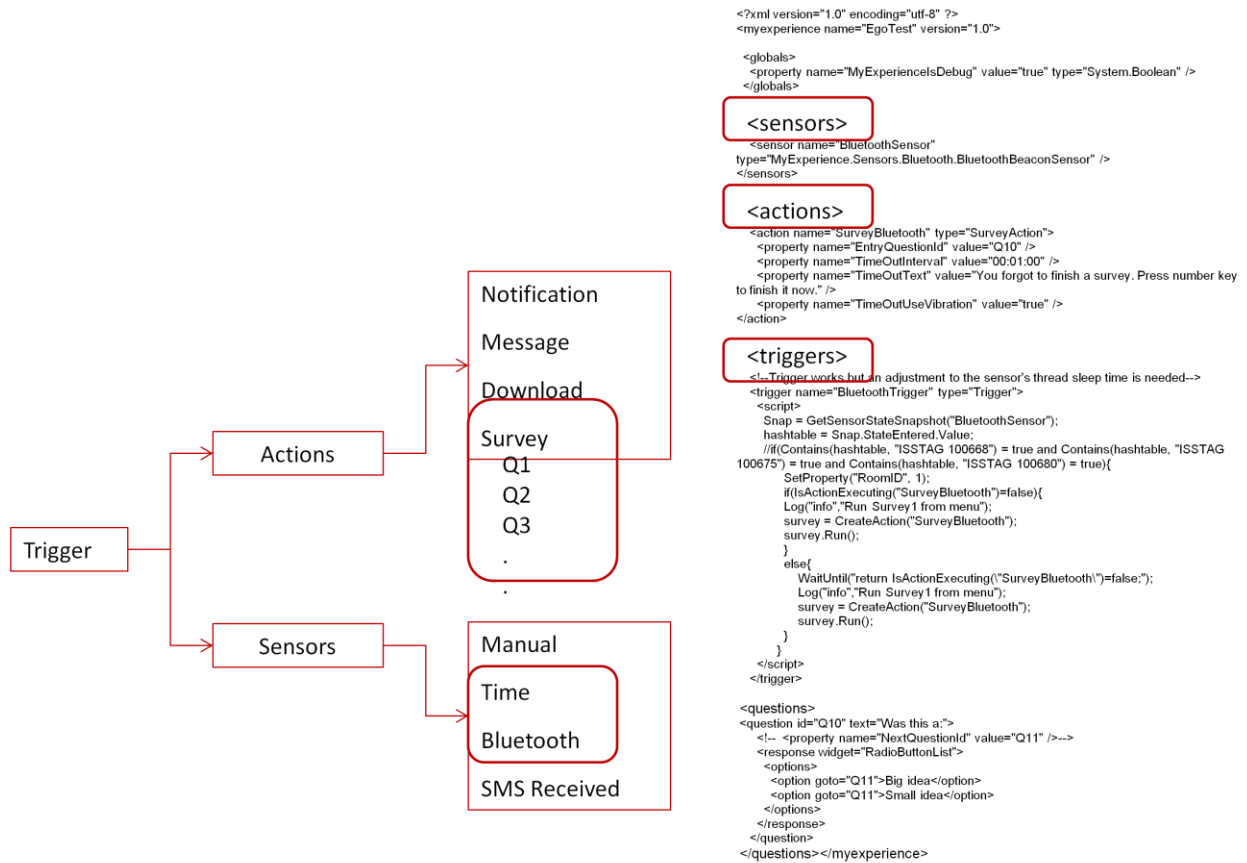 Trigger
Actions
Sensors
Notification
Message
Download
Survey
Q1
Q2
Q3
.
.
Manual
Time
Bluetooth
SMS Received
<?xml version="1.0" encoding="utf-8" ?>
<myexperience name="EgoTest" version="1.0">
<globals>
<property name="MyExperienceIsDebug" value="true" type="System.Boolean" />
</globals>
<sensors>
<sensor name="BluetoothSensor"
type="MyExperience.Sensors.Bluetooth.BluetoothBeaconSensor" />
</sensors>
<actions>
<action name="SurveyBluetooth" type="SurveyAction">
<property name="EntryQuestionId" value="Q10" />
<property name="TimeOutInterval" value="00:01:00" />
<property name="TimeOutText" value="You forgot to finish a survey. Press number key
to finish it now." />
<property name="TimeOutUseVibration" value="true" />
</action>
<triggers>
<!--Trigger works but an adjustment to the sensor's thread sleep time is needed-->
<trigger name="BluetoothTrigger" type="Trigger">
<script>
Snap = GetSensorStateSnapshot("BluetoothSensor");
hashtable = Snap.StateEntered.Value;
//if(Contains(hashtable, "ISSTAG 100668") = true and Contains(hashtable, "ISSTAG
100675") = true and Contains(hashtable, "ISSTAG 100680") = true){
SetProperty("RoomID", 1);
if(IsActionExecuting("SurveyBluetooth")=false){
Log("info","Run Survey1 from menu");
survey = CreateAction("SurveyBluetooth");
survey.Run();
}
else{
WaitUntil("return IsActionExecuting(\"SurveyBluetooth\")=false;");
Log("info","Run Survey1 from menu");
survey = CreateAction("SurveyBluetooth");
survey.Run();
}
}
</script>
</trigger>
<questions>
<question id="Q10" text="Was this a:">
<!-- <property name="NextQuestionId" value="Q11" />-->
<response widget="RadioButtonList">
<options>
<option goto="Q11">Big idea</option>
<option goto="Q11">Small idea</option>
</options>
</response>
</question>
</questions></myexperience>